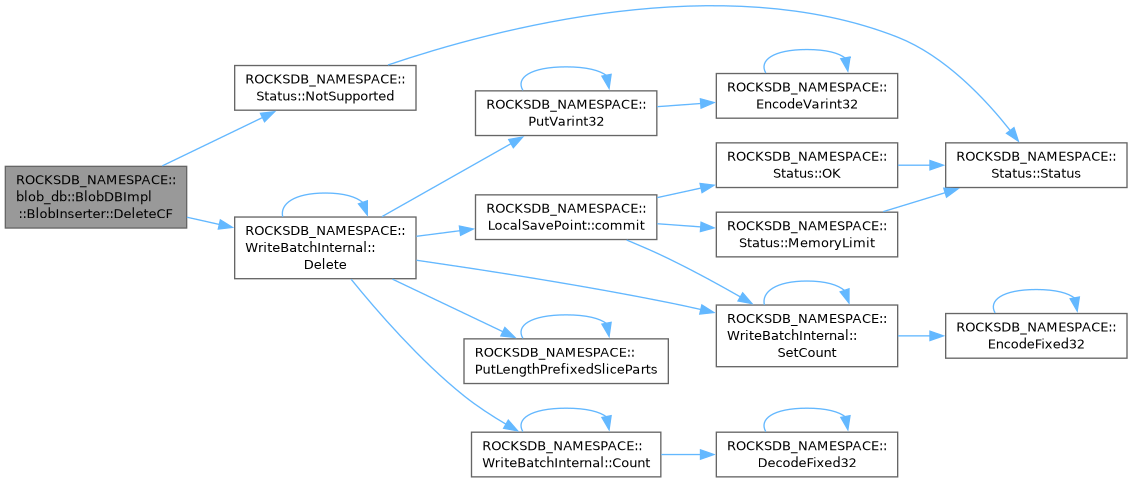 ROCKSDB_NAMESPACE::
blob_db::BlobDBImpl
::BlobInserter::DeleteCF
ROCKSDB_NAMESPACE::
Status::NotSupported
ROCKSDB_NAMESPACE::
WriteBatchInternal::
Delete
ROCKSDB_NAMESPACE::
PutVarint32
ROCKSDB_NAMESPACE::
LocalSavePoint::commit
ROCKSDB_NAMESPACE::
PutLengthPrefixedSliceParts
ROCKSDB_NAMESPACE::
WriteBatchInternal::Count
ROCKSDB_NAMESPACE::
EncodeVarint32
ROCKSDB_NAMESPACE::
Status::OK
ROCKSDB_NAMESPACE::
Status::MemoryLimit
ROCKSDB_NAMESPACE::
WriteBatchInternal::
SetCount
ROCKSDB_NAMESPACE::
DecodeFixed32
ROCKSDB_NAMESPACE::
Status::Status
ROCKSDB_NAMESPACE::
EncodeFixed32